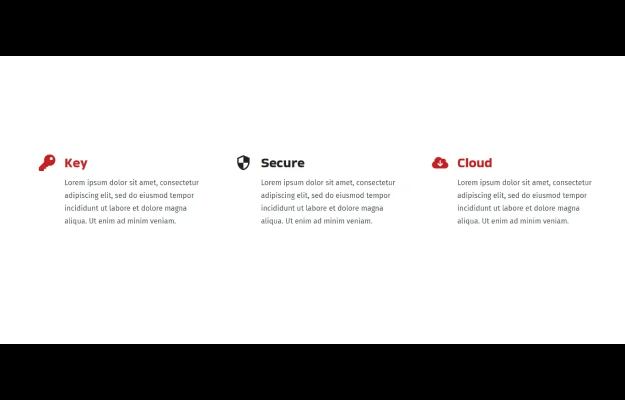 Key
Lorem ipsum dolor sit amet, consectetur
adipiscing elit, sed do eiusmod tempor
incididunt ut labore et dolore magna
aliqua. Ut enim ad minim veniam.
Secure
Lorem ipsum dolor sit amet, consectetur
adipiscing elit, sed do eiusmod tempor
incididunt ut labore et dolore magna
aliqua. Ut enim ad minim veniam.
Cloud
Lorem ipsum dolor sit amet, consectetur
adipiscing elit, sed do eiusmod tempor
incididunt ut labore et dolore magna
aliqua. Ut enim ad minim veniam.